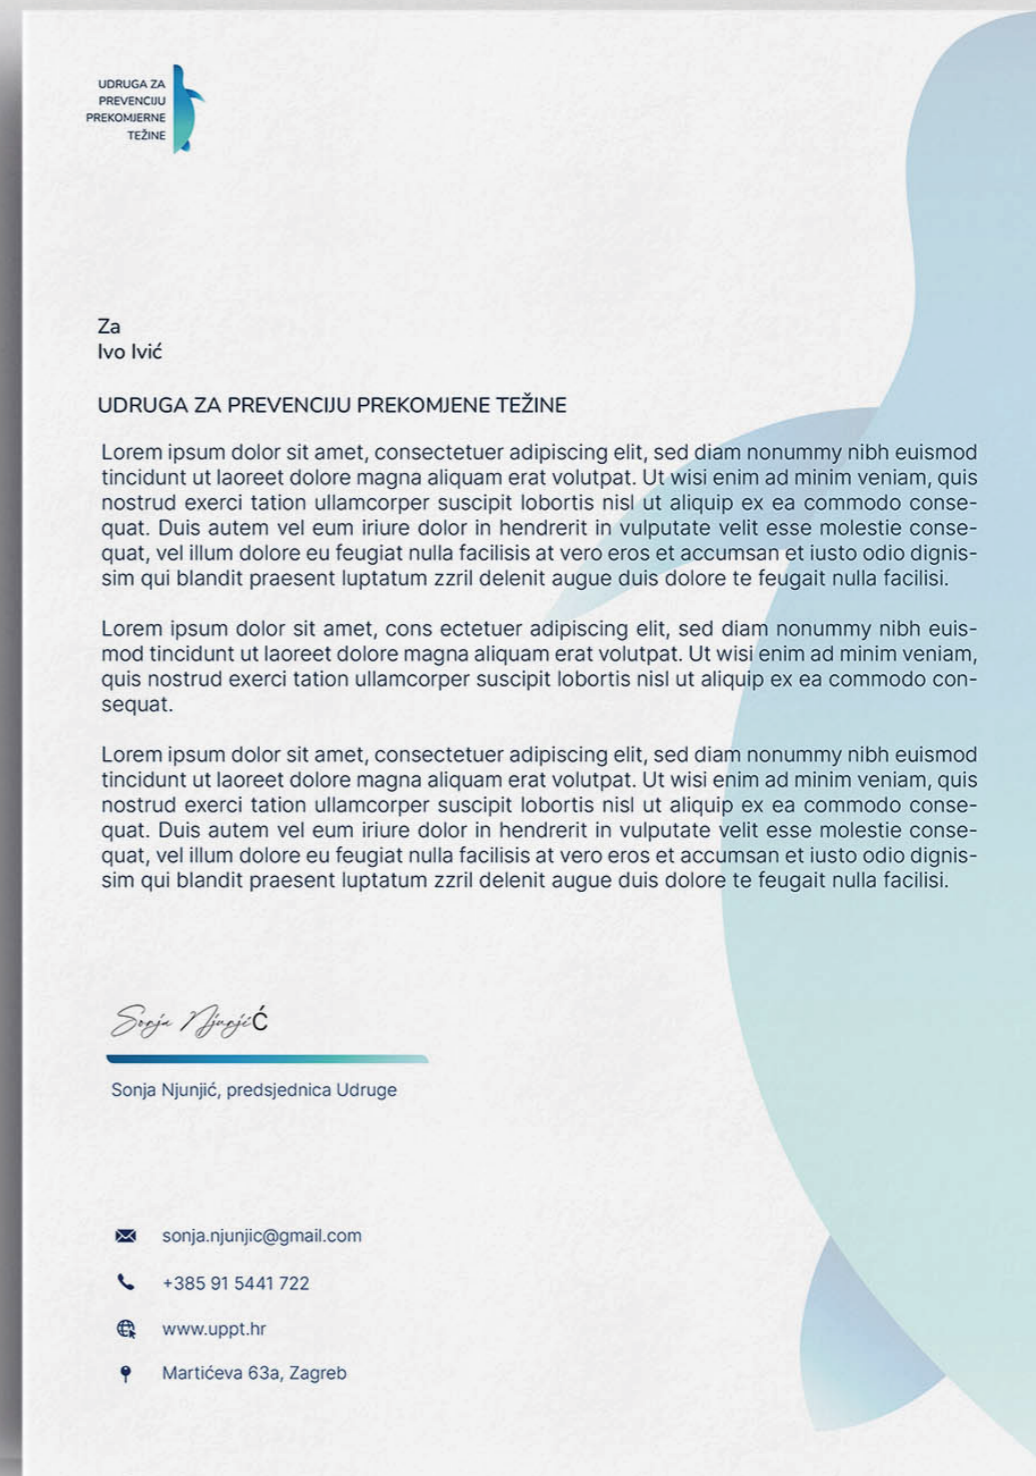 UDRUGA ZA
PREVENCIJU
PREKOMJERNE
TEŽINE
Za
Ivo Ivić
UDRUGA ZA PREVENCIJU PREKOMJENE TEŽINE
Lorem ipsum dolor sit amet, consectetuer adipiscing elit, sed diam nonummy nibh euismod
tincidunt ut laoreet dolore magna aliquam erat volutpat. Ut wisi enim ad minim veniam, quis
nostrud exerci tation ullamcorper suscipit lobortis nisl ut aliquip ex ea commodo conse-
quat. Duis autem vel eum iriure dolor in hendrerit in vulputate velit esse molestie conse-
quat, vel illum dolore eu feugiat nulla facilisis at vero eros et accumsan et iusto odio dignis-
sim qui blandit praesent luptatum zzril delenit augue duis dolore te feugait nulla facilisi.
Lorem ipsum dolor sit amet, cons ectetuer adipiscing elit, sed diam nonummy nibh euis-
mod tincidunt ut laoreet dolore magna aliquam erat volutpat. Ut wisi enim ad minim veniam,
quis nostrud exerci tation ullamcorper suscipit lobortis nisl ut aliquip ex ea commodo con-
sequat.
Lorem ipsum dolor sit amet, consectetuer adipiscing elit, sed diam nonummy nibh euismod
tincidunt ut laoreet dolore magna aliquam erat volutpat. Ut wisi enim ad minim veniam, quis
nostrud exerci tation ullamcorper suscipit lobortis nisl ut aliquip ex ea commodo conse-
quat. Duis autem vel eum iriure dolor in hendrerit in vulputate velit esse molestie conse-
quat, vel illum dolore eu feugiat nulla facilisis at vero eros et accumsan et iusto odio dignis-
sim qui blandit praesent luptatum zzril delenit augue duis dolore te feugait nulla facilisi.
Sonja NjunjiĆ
Sonja Njunjić, predsjednica Udruge
sonja.njunjic@gmail.com
+385 91 5441 722
www.uppt.hr
Martićeva 63a, Zagreb